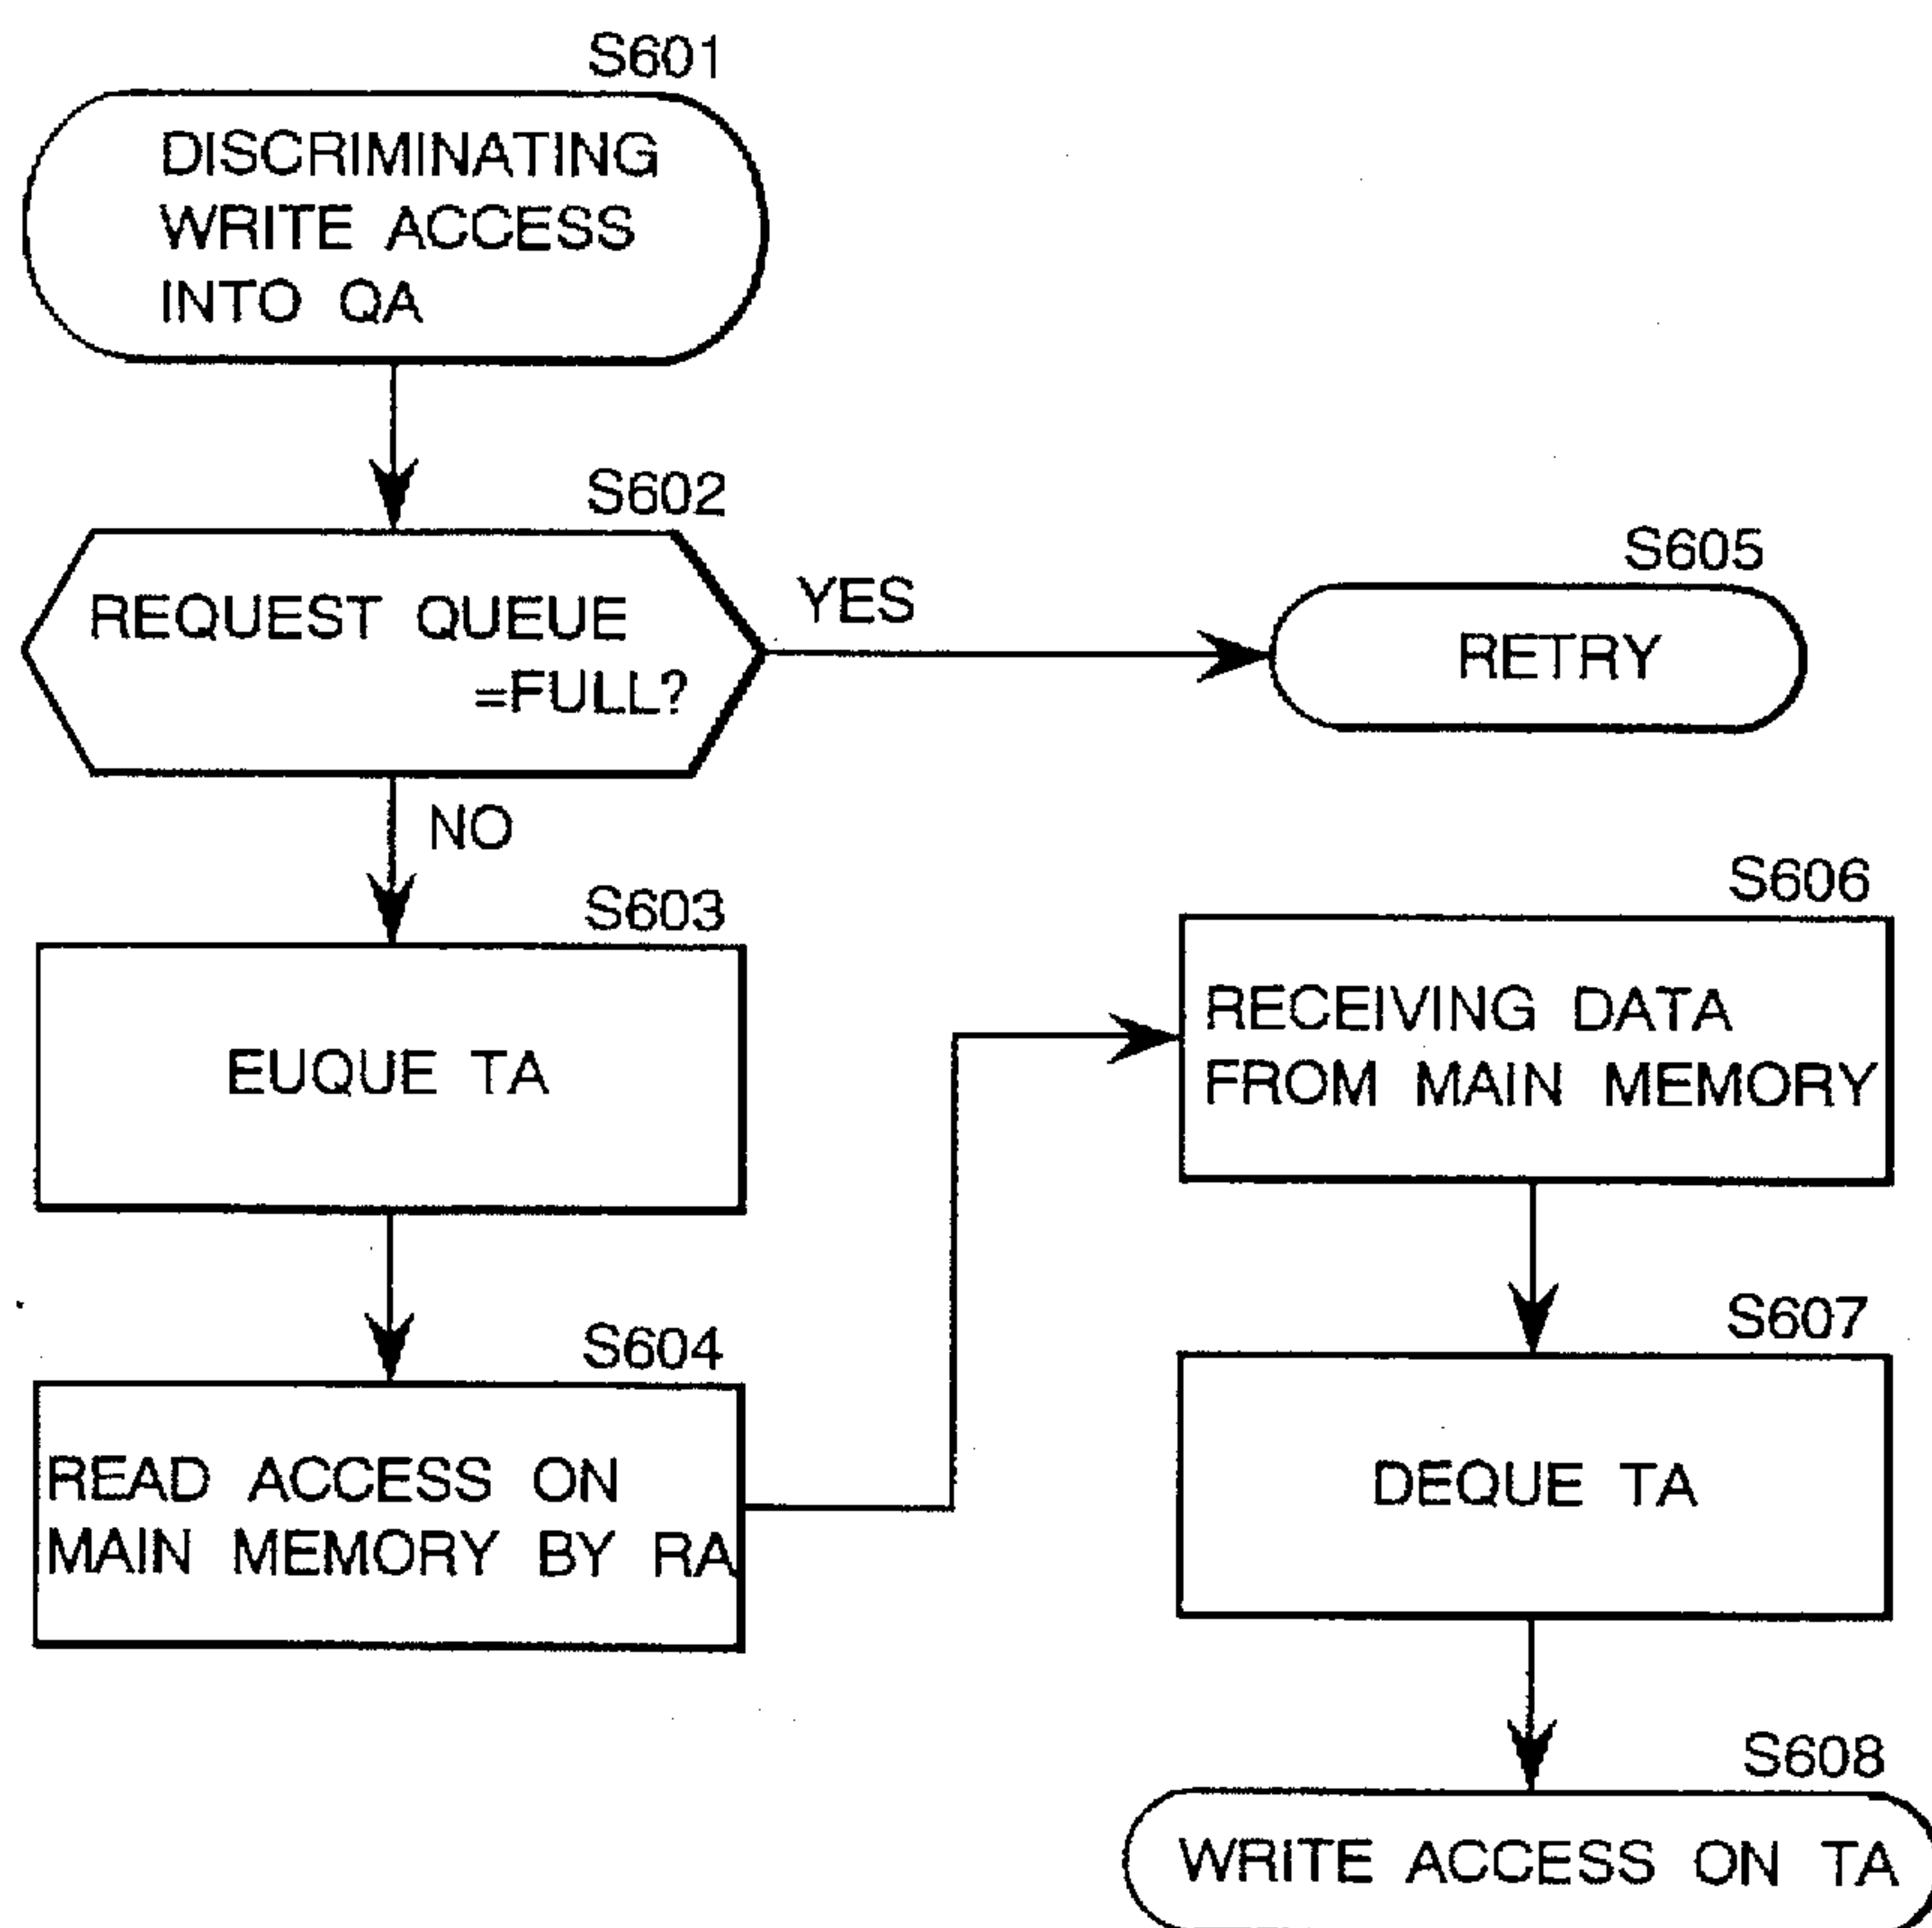 S601
DISCRIMINATING
WRITE ACCESS
INTO QA
S602
REQUEST QUEUE
=FULL?
YES
S605
RETRY
NO
S603
EUQUE TA
S604
READ ACCESS ON
MAIN MEMORY BY RA
S606
RECEIVING DATA
FROM MAIN MEMORY
S607
DEQUE TA
S608
WRITE ACCESS ON TA